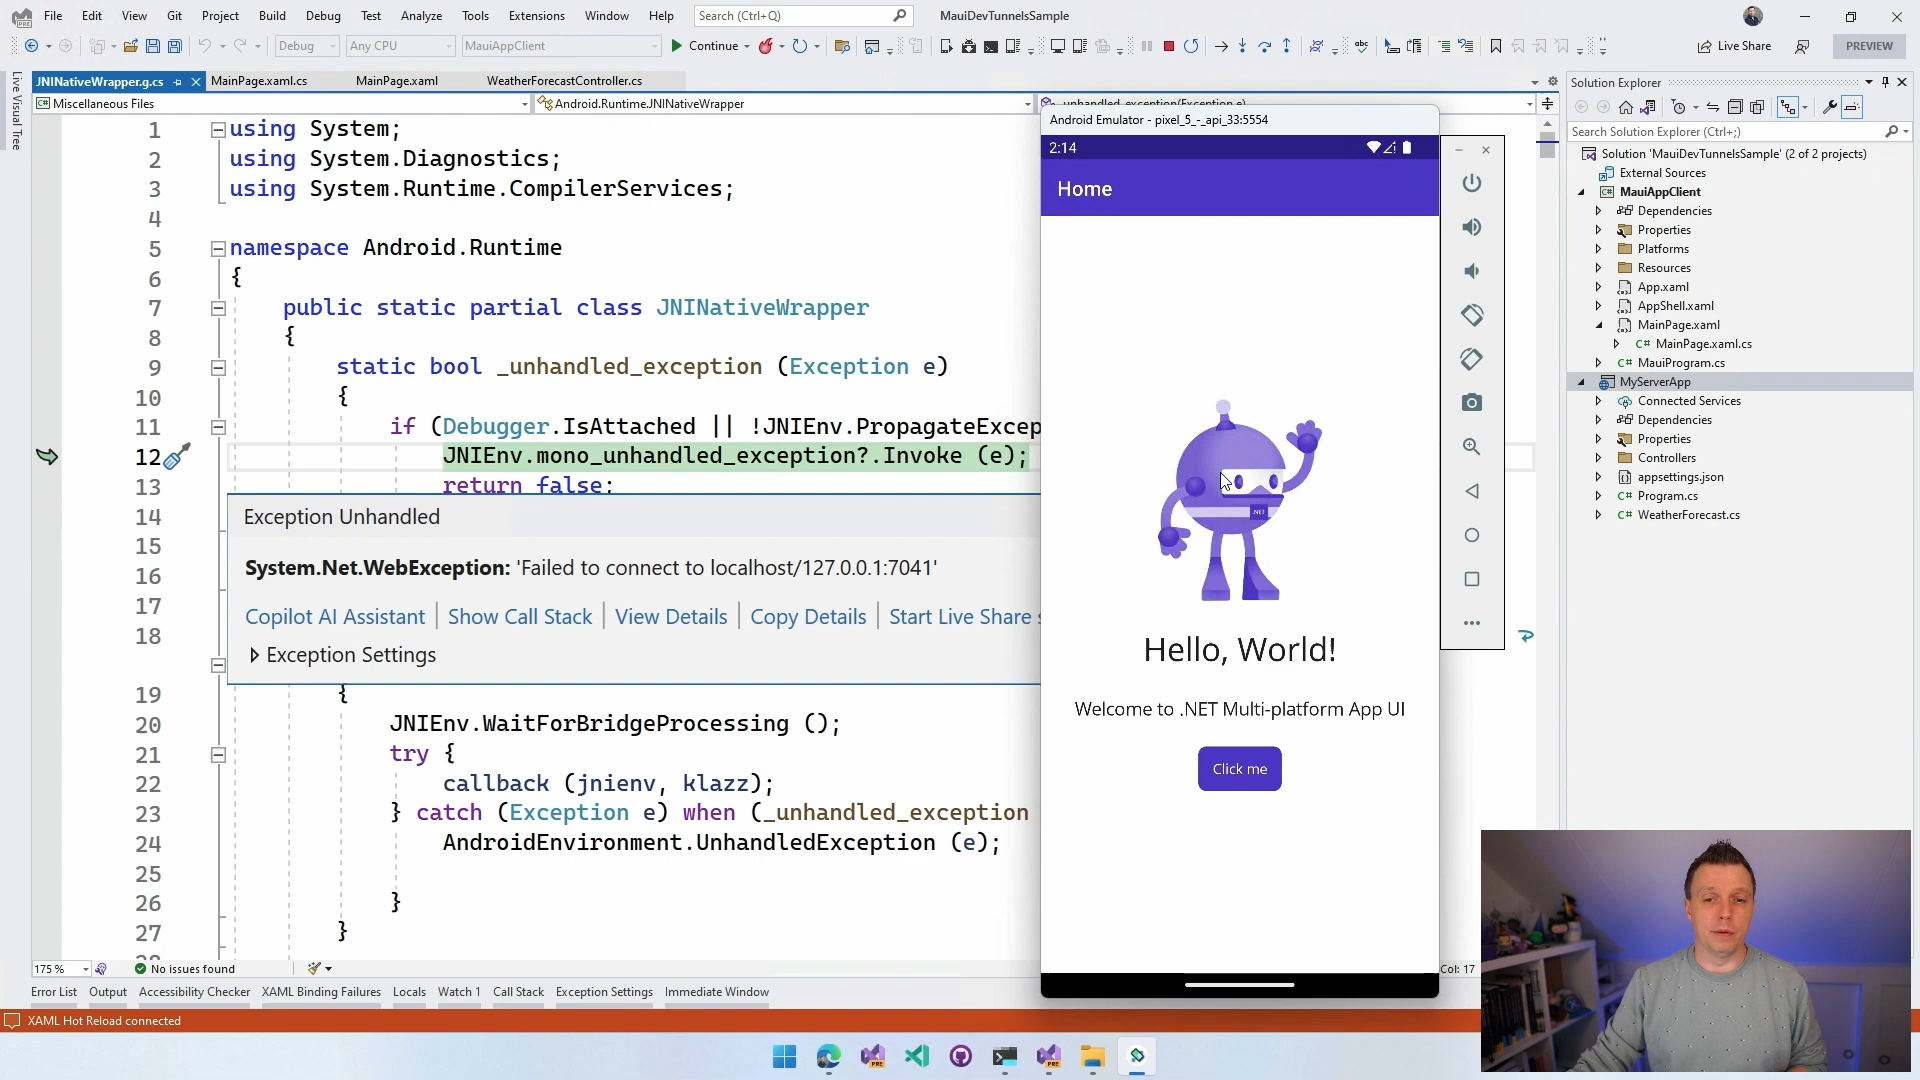 File Edit View Git Project Build Debug Test Analyze Tools Extensions Window Help Search (Ctrl+Q) MauiDevTunnelsSample
Debug Any CPU MauiAppClient Continue Live Share PREVIEW
JNINativeWrapper.g.cs MainPage.xaml.cs MainPage.xaml WeatherForecastController.cs
Miscellaneous Files Android.Runtime.JNINativeWrapper _unhandled_exception(Exception e)
Live Visual Tree
1 using System;
2 using System.Diagnostics;
3 using System.Runtime.CompilerServices;
4
5 namespace Android.Runtime
6 {
7 public static partial class JNINativeWrapper
8 {
9 static bool _unhandled_exception (Exception e)
10 {
11 if (Debugger.IsAttached || !JNIEnv.PropagateExcep
12 JNIEnv.mono_unhandled_exception?.Invoke (e);
13 return false;
14
15
16
17
18
Exception Unhandled
System.Net.WebException: 'Failed to connect to localhost/127.0.0.1:7041'
Copilot AI Assistant Show Call Stack View Details Copy Details Start Live Share s
Exception Settings
19 {
20 JNIEnv.WaitForBridgeProcessing ();
21 try {
22 callback (jnienv, klazz);
23 } catch (Exception e) when (_unhandled_exception
24 AndroidEnvironment.UnhandledException (e);
25
26 }
27 }
175 % No issues found Col: 17
Error List Output Accessibility Checker XAML Binding Failures Locals Watch 1 Call Stack Exception Settings Immediate Window
XAML Hot Reload connected
Android Emulator - pixel_5_-_api_33:5554
2:14
Home
.NET
Hello, World!
Welcome to .NET Multi-platform App UI
Click me
Solution Explorer
Search Solution Explorer (Ctrl+;)
Solution 'MauiDevTunnelsSample' (2 of 2 projects)
External Sources
MauiAppClient
Dependencies
Properties
Platforms
Resources
App.xaml
AppShell.xaml
MainPage.xaml
C# MainPage.xaml.cs
C# MauiProgram.cs
MyServerApp
Connected Services
Dependencies
Properties
Controllers
appsettings.json
C# Program.cs
C# WeatherForecast.cs